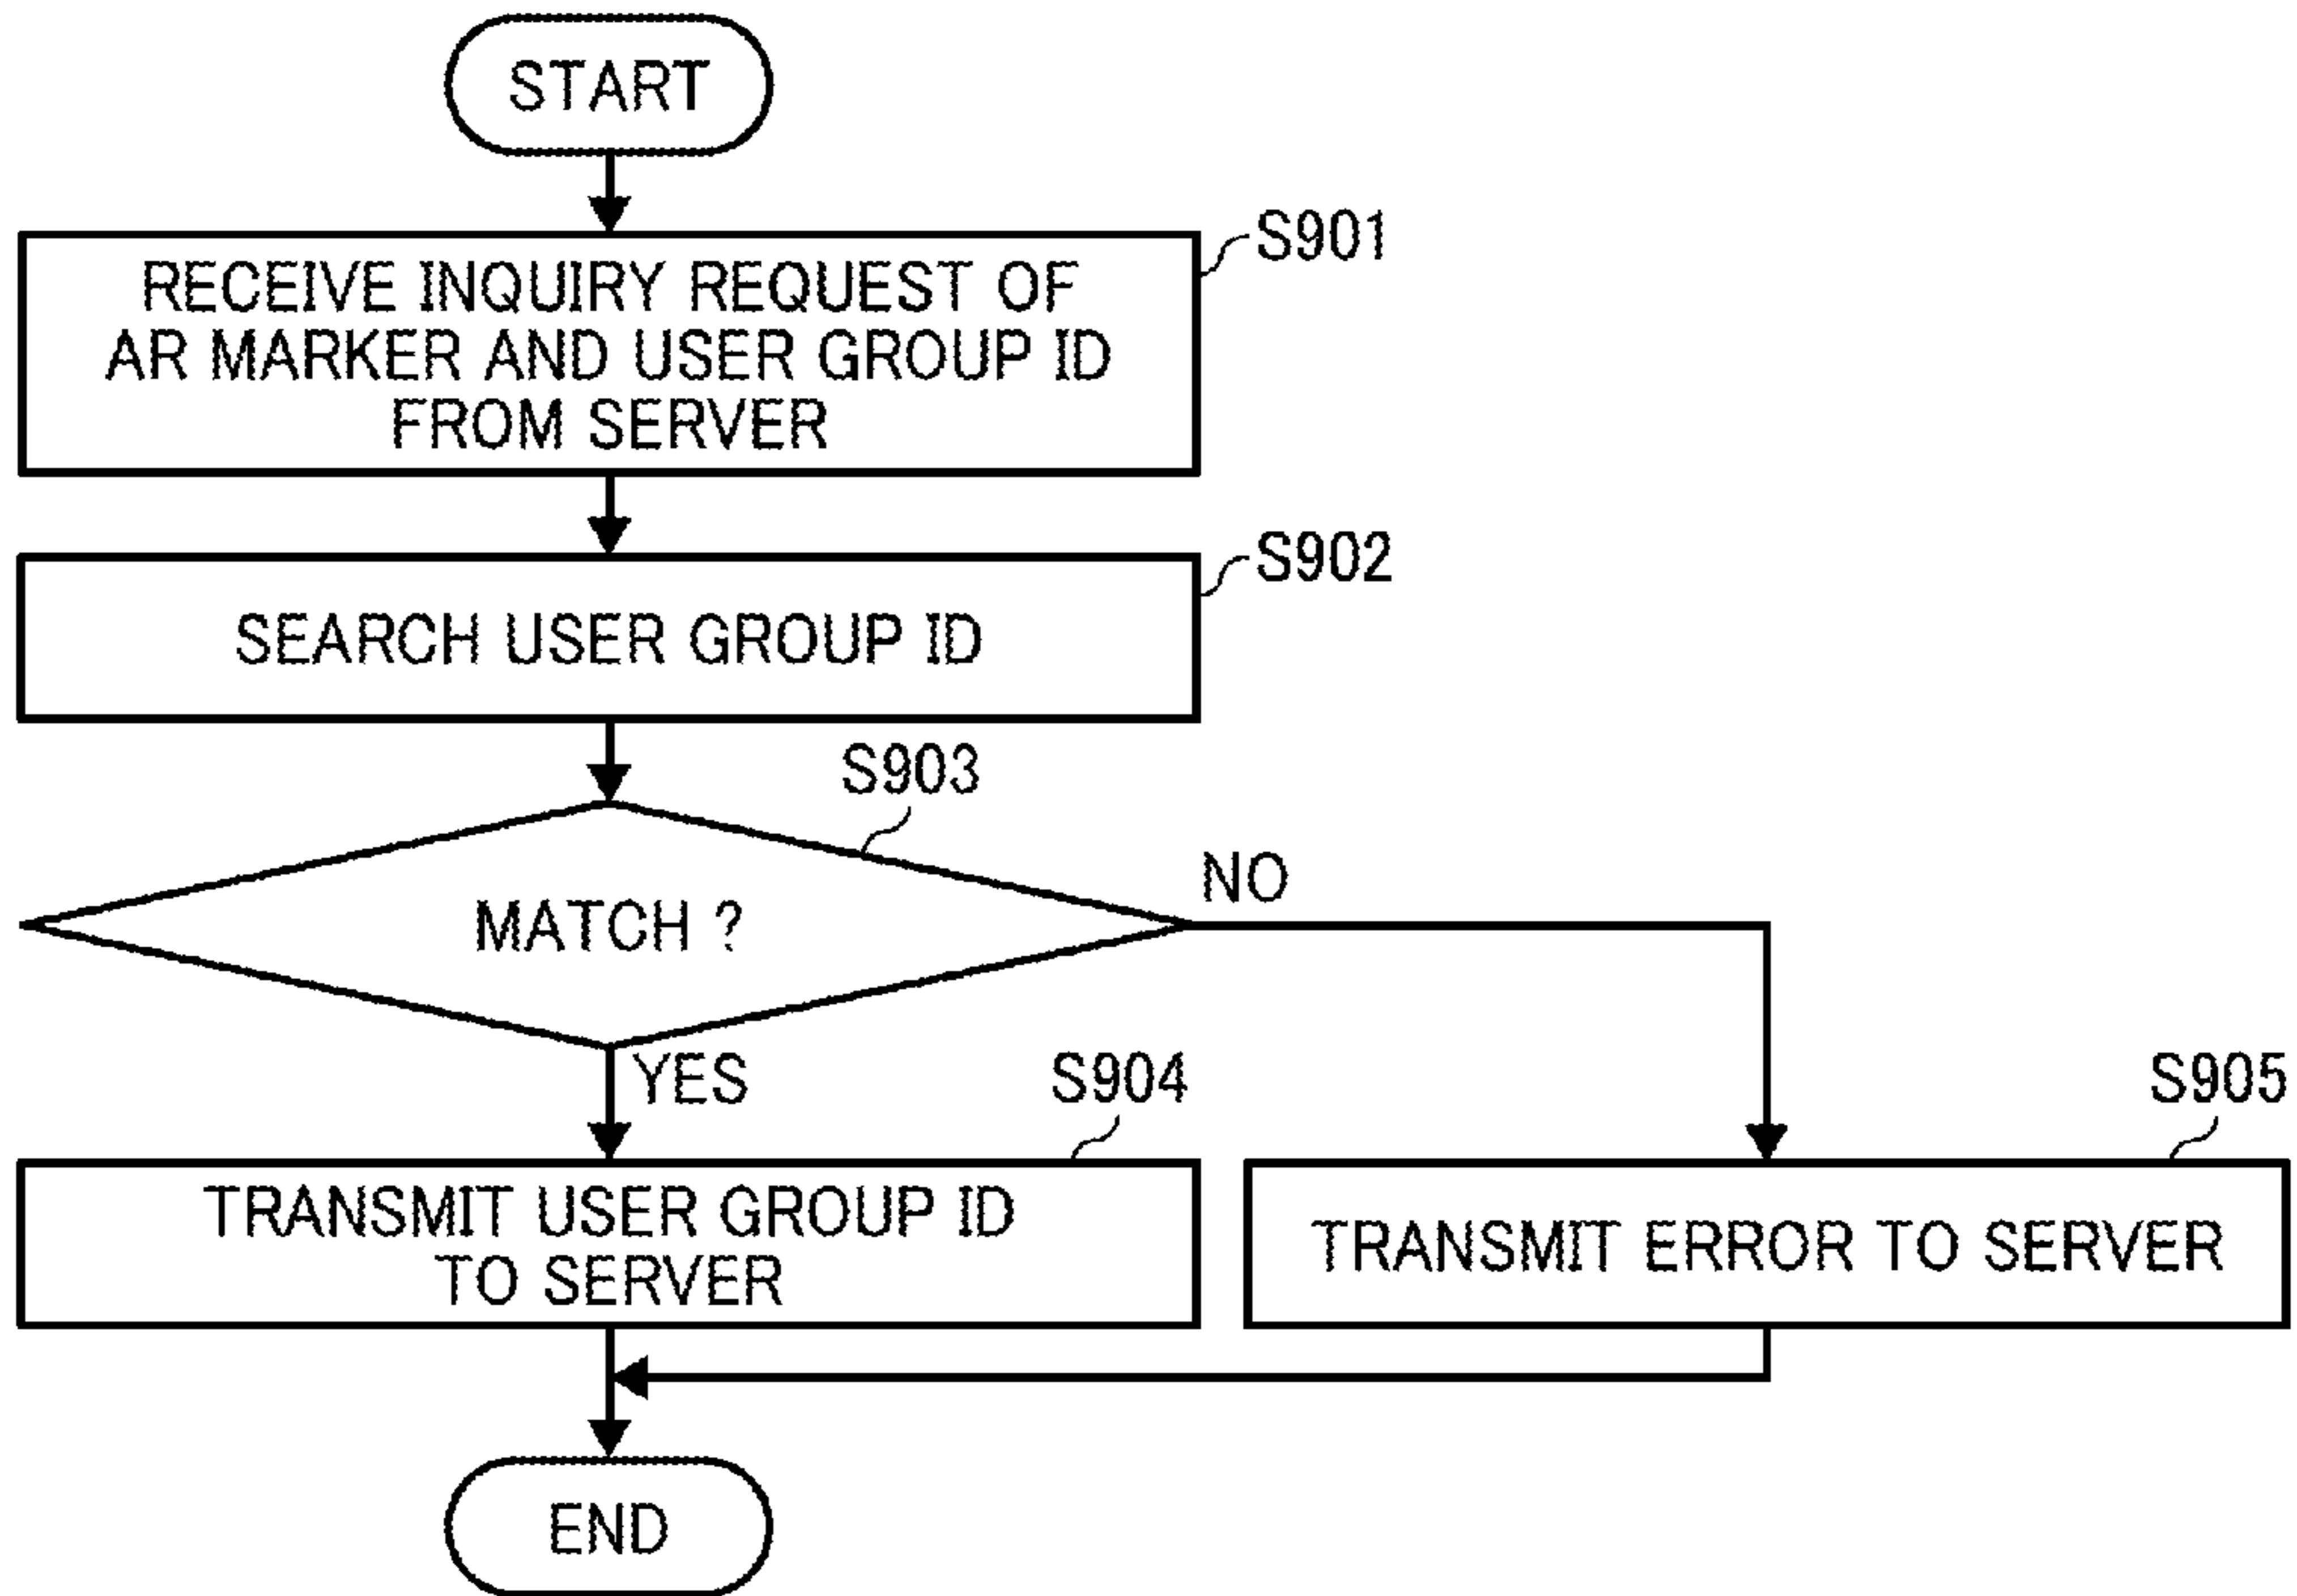 START
S901
RECEIVE INQUIRY REQUEST OF
AR MARKER AND USER GROUP ID
FROM SERVER
S902
SEARCH USER GROUP ID
S903
MATCH ?
NO
YES
S904
TRANSMIT USER GROUP ID
TO SERVER
S905
TRANSMIT ERROR TO SERVER
END